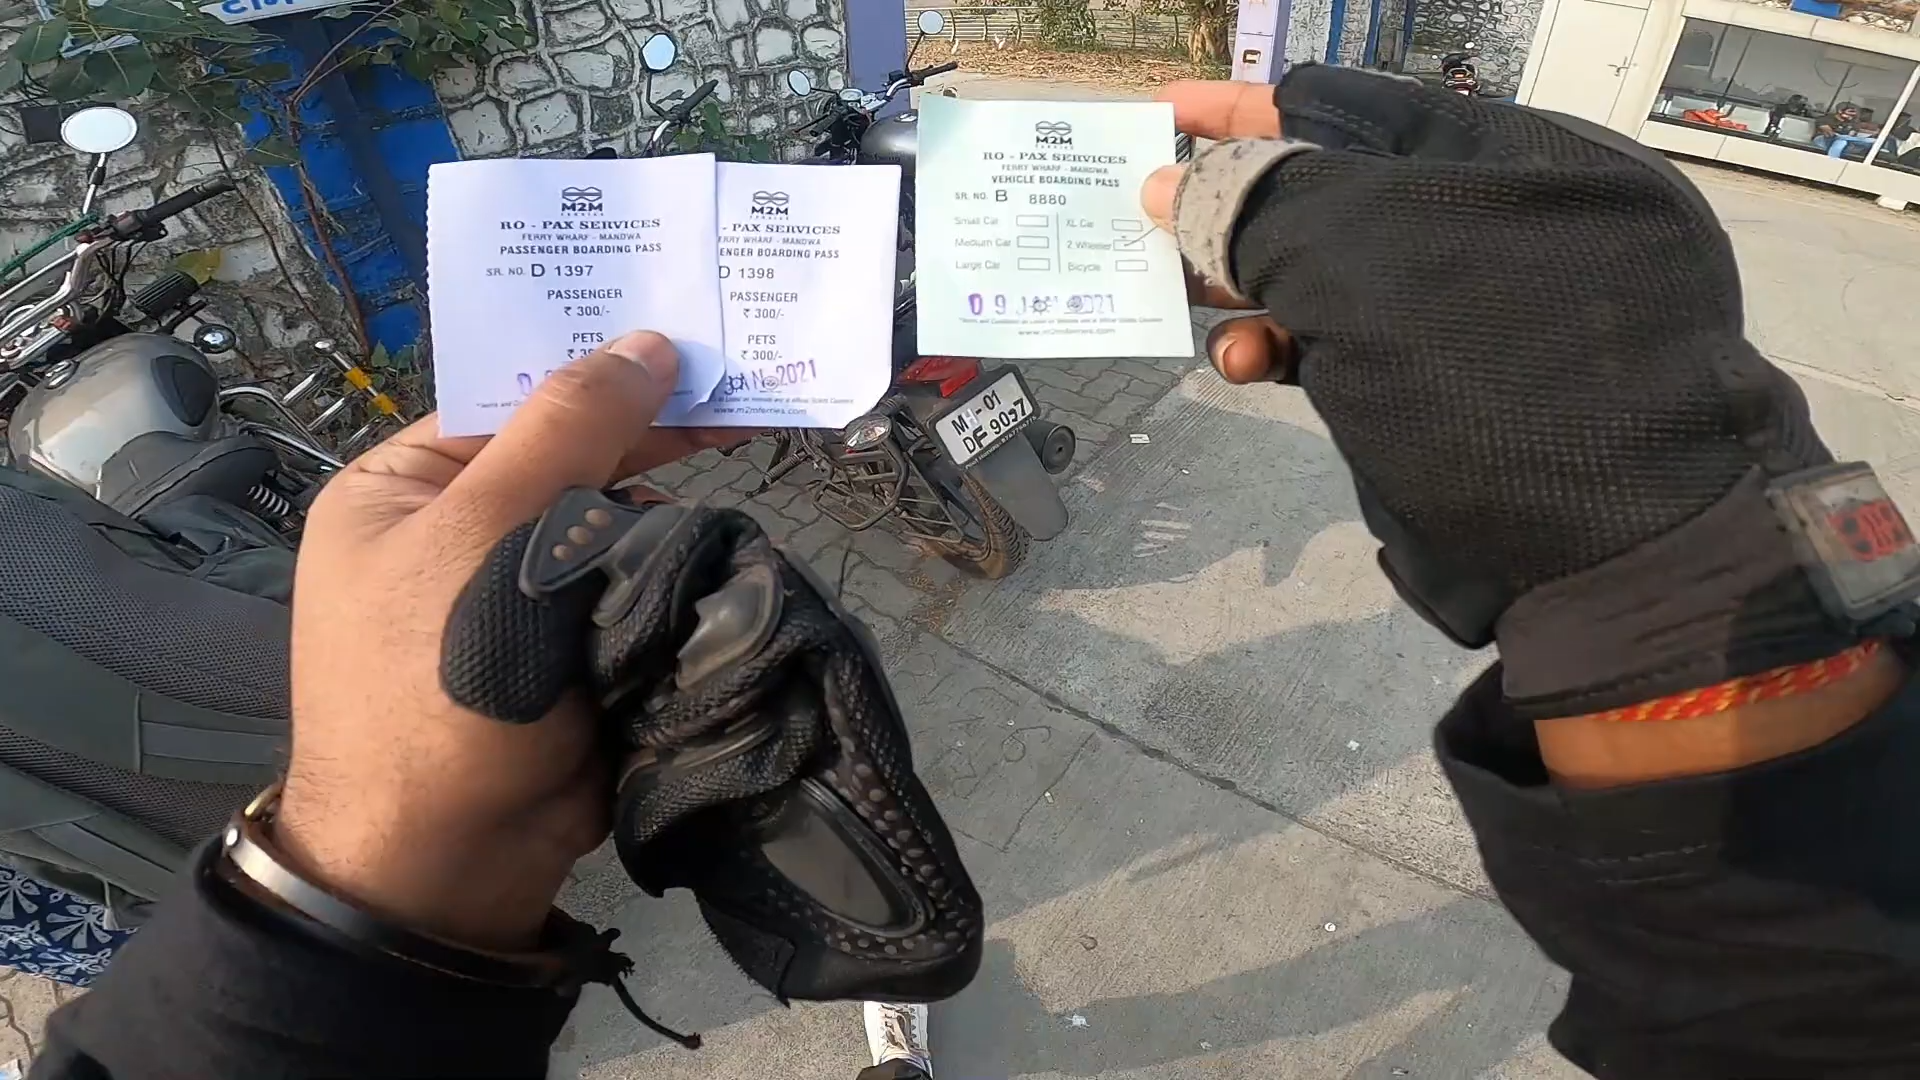 M2M
RO - PAX SERVICES
FERRY WHARF - MANDWA
PASSENGER BOARDING PASS
SR. NO. D 1397
PASSENGER
₹ 300/-
PETS
M2M
- PAX SERVICES
FERRY WHARF - MANDWA
ENGER BOARDING PASS
D 1398
PASSENGER
₹ 300/-
PETS
₹ 300/-
JAN 2021
www.m2mferries.com
M2M
RO - PAX SERVICES
FERRY WHARF - MANDWA
VEHICLE BOARDING PASS
SR. NO. B 8880
Small Car
XL Car
Medium Car
2 Wheeler
Large Car
Bicycle
09 JAN 2021
www.m2mferries.com
MH-01
DF 9097